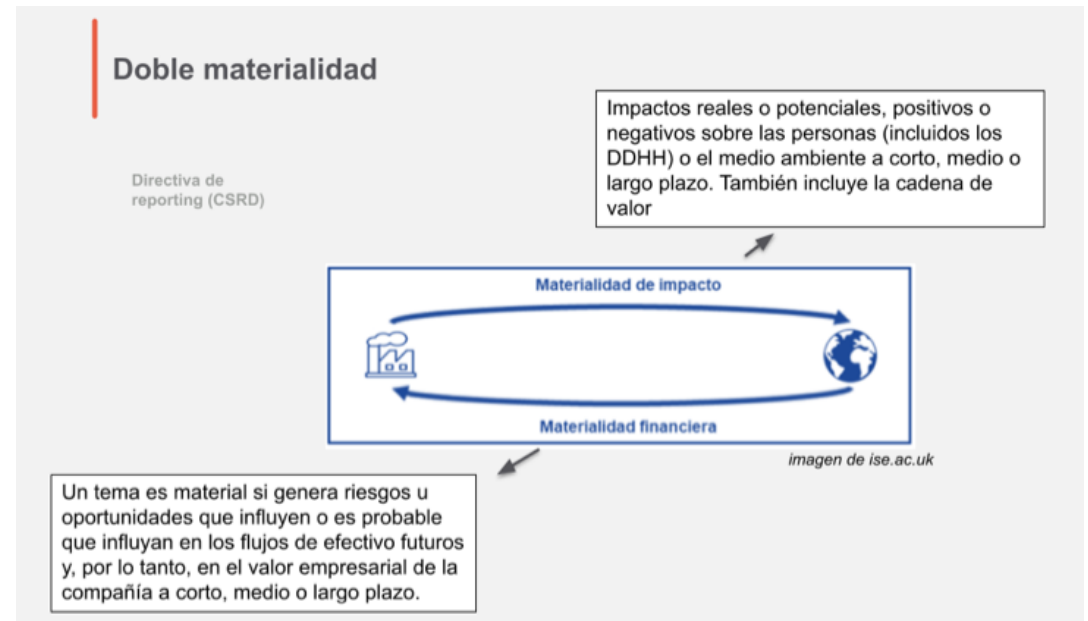 Doble materialidad
Impactos reales o potenciales, positivos o
negativos sobre las personas (incluidos los
DDHH) o el medio ambiente a corto, medio o
largo plazo. También incluye la cadena de
valor
Directiva de
reporting (CSRD)
Materialidad de impacto
Materialidad financiera
imagen de ise.ac.uk
Un tema es material si genera riesgos u
oportunidades que influyen o es probable
que influyan en los flujos de efectivo futuros
y, por lo tanto, en el valor empresarial de la
compañía a corto, medio o largo plazo.